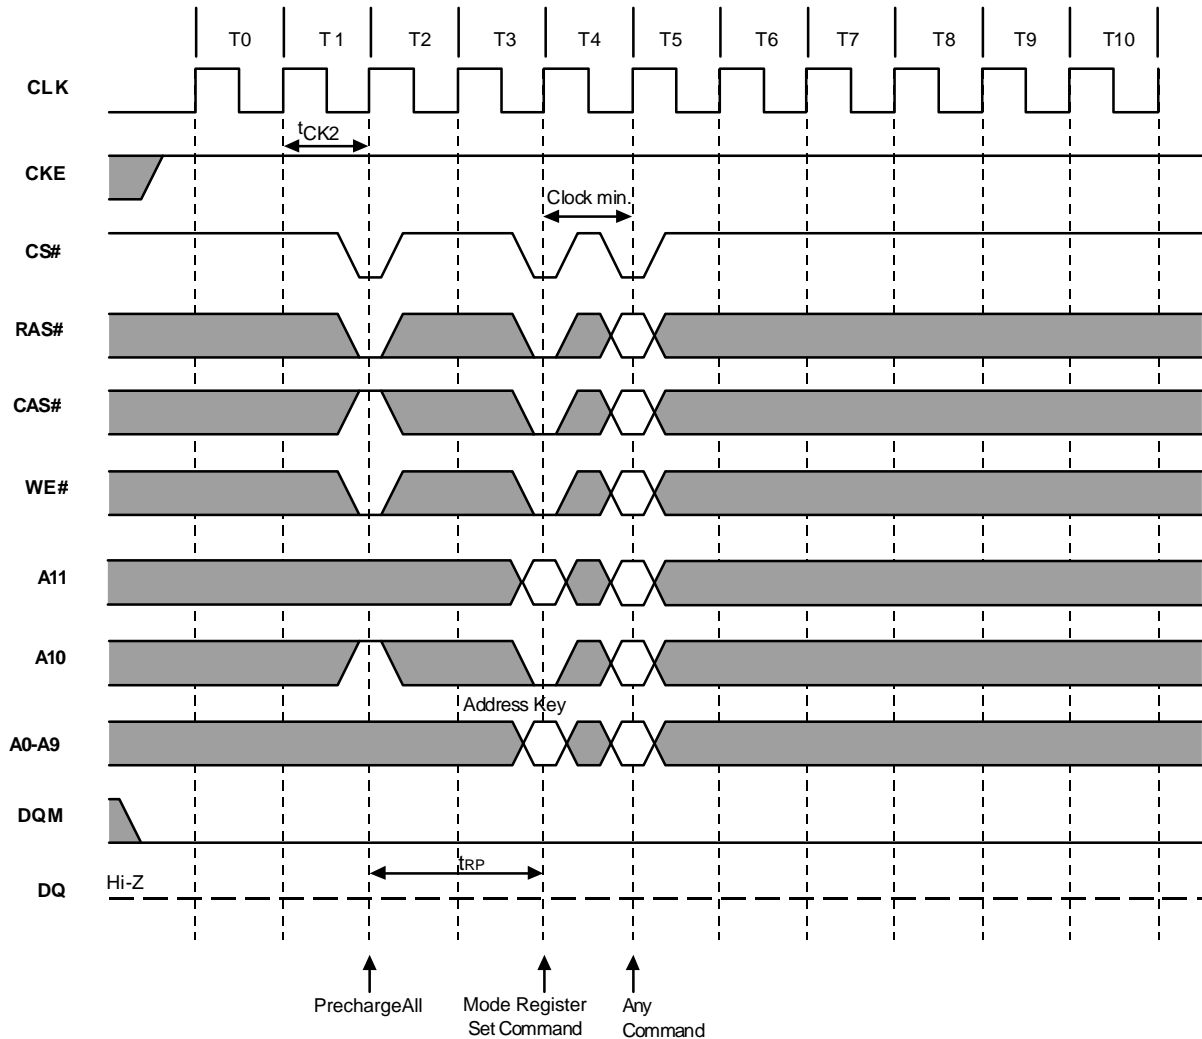 T0 T1 T2 T3 T4 T5 T6 T7 T8 T9 T10
CLK
tCK2
CKE
Clock min.
CS#
RAS#
CAS#
WE#
A11
A10
Address Key
A0-A9
DQM
tRP
Hi-Z
DQ
PrechargeAll
Mode Register
Set Command
Any
Command